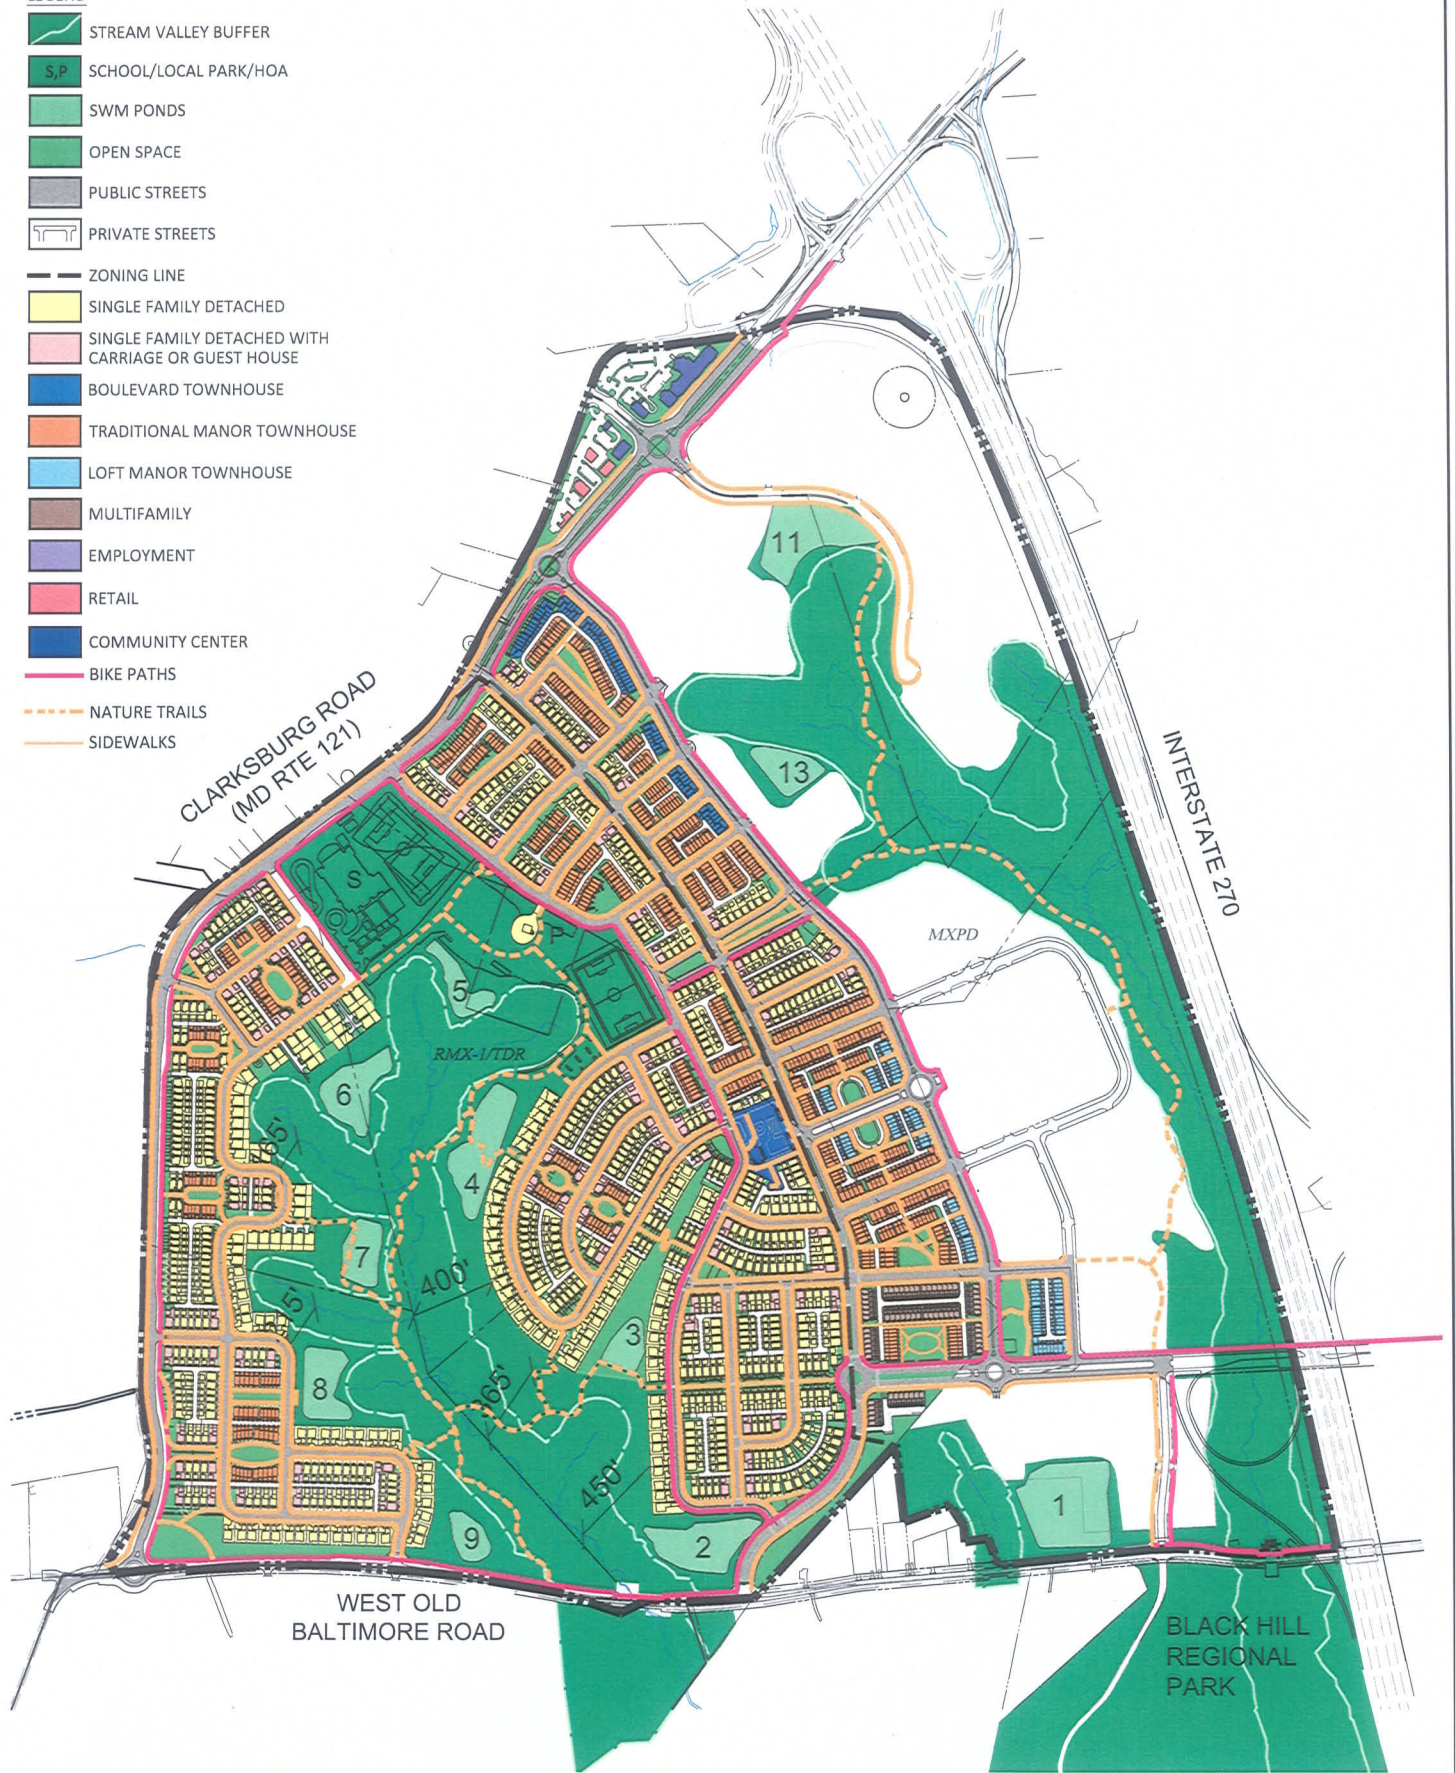 STREAM VALLEY BUFFER
S,P SCHOOL/LOCAL PARK/HOA
SWM PONDS
OPEN SPACE
PUBLIC STREETS
PRIVATE STREETS
ZONING LINE
SINGLE FAMILY DETACHED
SINGLE FAMILY DETACHED WITH
CARRIAGE OR GUEST HOUSE
BOULEVARD TOWNHOUSE
TRADITIONAL MANOR TOWNHOUSE
LOFT MANOR TOWNHOUSE
MULTIFAMILY
EMPLOYMENT
RETAIL
COMMUNITY CENTER
BIKE PATHS
NATURE TRAILS
SIDEWALKS
CLARKSBURG ROAD
(MD RTE 121)
INTERSTATE 270
11
13
S
P
MXPD
5
RMX-1/TDR
6
4
7
400'
3
8
450'
1
9
2
WEST OLD
BALTIMORE ROAD
BLACK HILL
REGIONAL
PARK